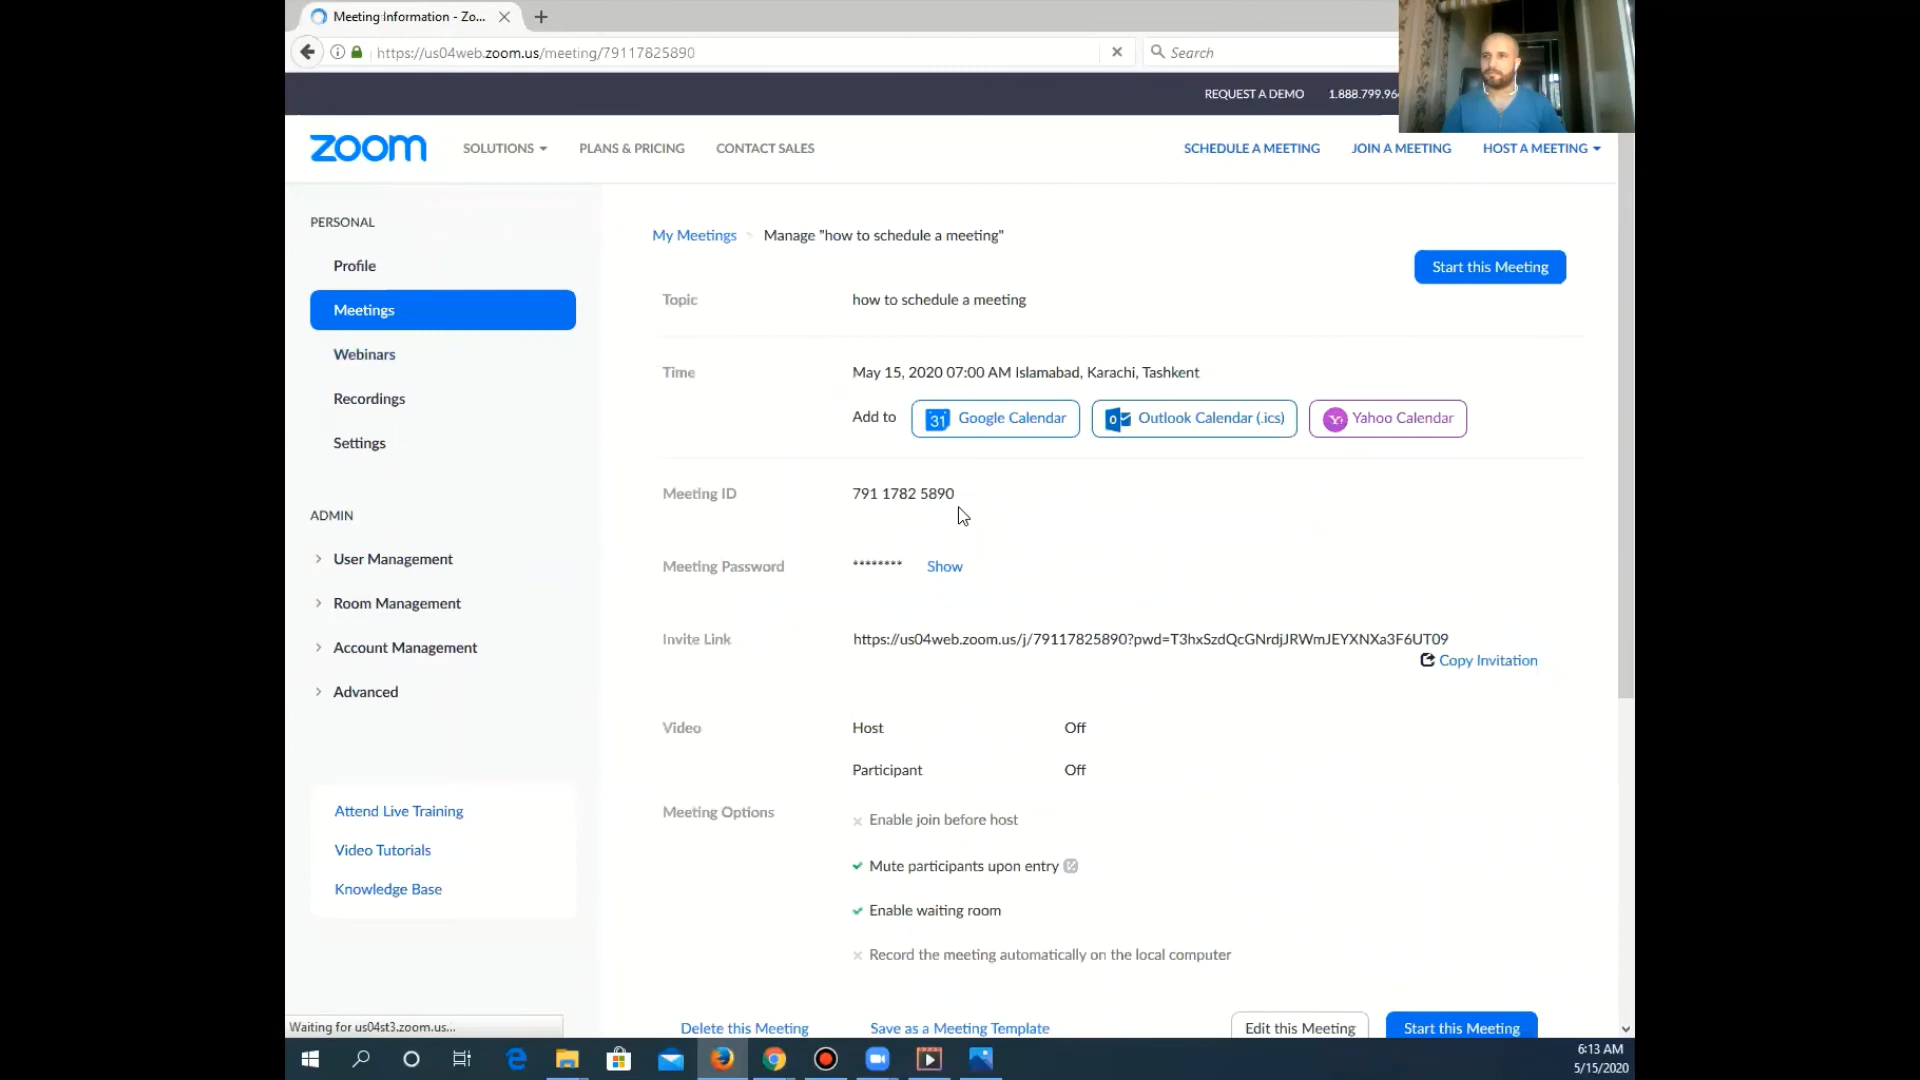 Meeting Information - Zo...
https://us04web.zoom.us/meeting/79117825890
Search
REQUEST A DEMO
1.888.799.96
zoom
SOLUTIONS
PLANS & PRICING
CONTACT SALES
SCHEDULE A MEETING
JOIN A MEETING
HOST A MEETING
PERSONAL
Profile
Meetings
Webinars
Recordings
Settings
ADMIN
User Management
Room Management
Account Management
Advanced
Attend Live Training
Video Tutorials
Knowledge Base
My Meetings
Manage "how to schedule a meeting"
Start this Meeting
Topic
how to schedule a meeting
Time
May 15, 2020 07:00 AM Islamabad, Karachi, Tashkent
Add to
31 Google Calendar
Outlook Calendar (.ics)
Yahoo Calendar
Meeting ID
791 1782 5890
Meeting Password
******** Show
Invite Link
https://us04web.zoom.us/j/79117825890?pwd=T3hxSzdQcGNrdjJRWmJEYXNXa3F6UT09
Copy Invitation
Video
Host Off
Participant Off
Meeting Options
Enable join before host
Mute participants upon entry
Enable waiting room
Record the meeting automatically on the local computer
Delete this Meeting
Save as a Meeting Template
Edit this Meeting
Start this Meeting
Waiting for us04st3.zoom.us...
6:13 AM
5/15/2020